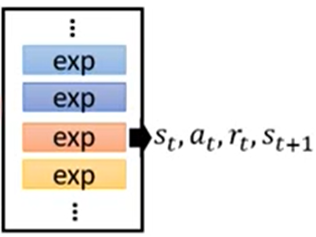 ⋮
exp
exp
exp s_t, a_t, r_t, s_{t+1}
exp
⋮